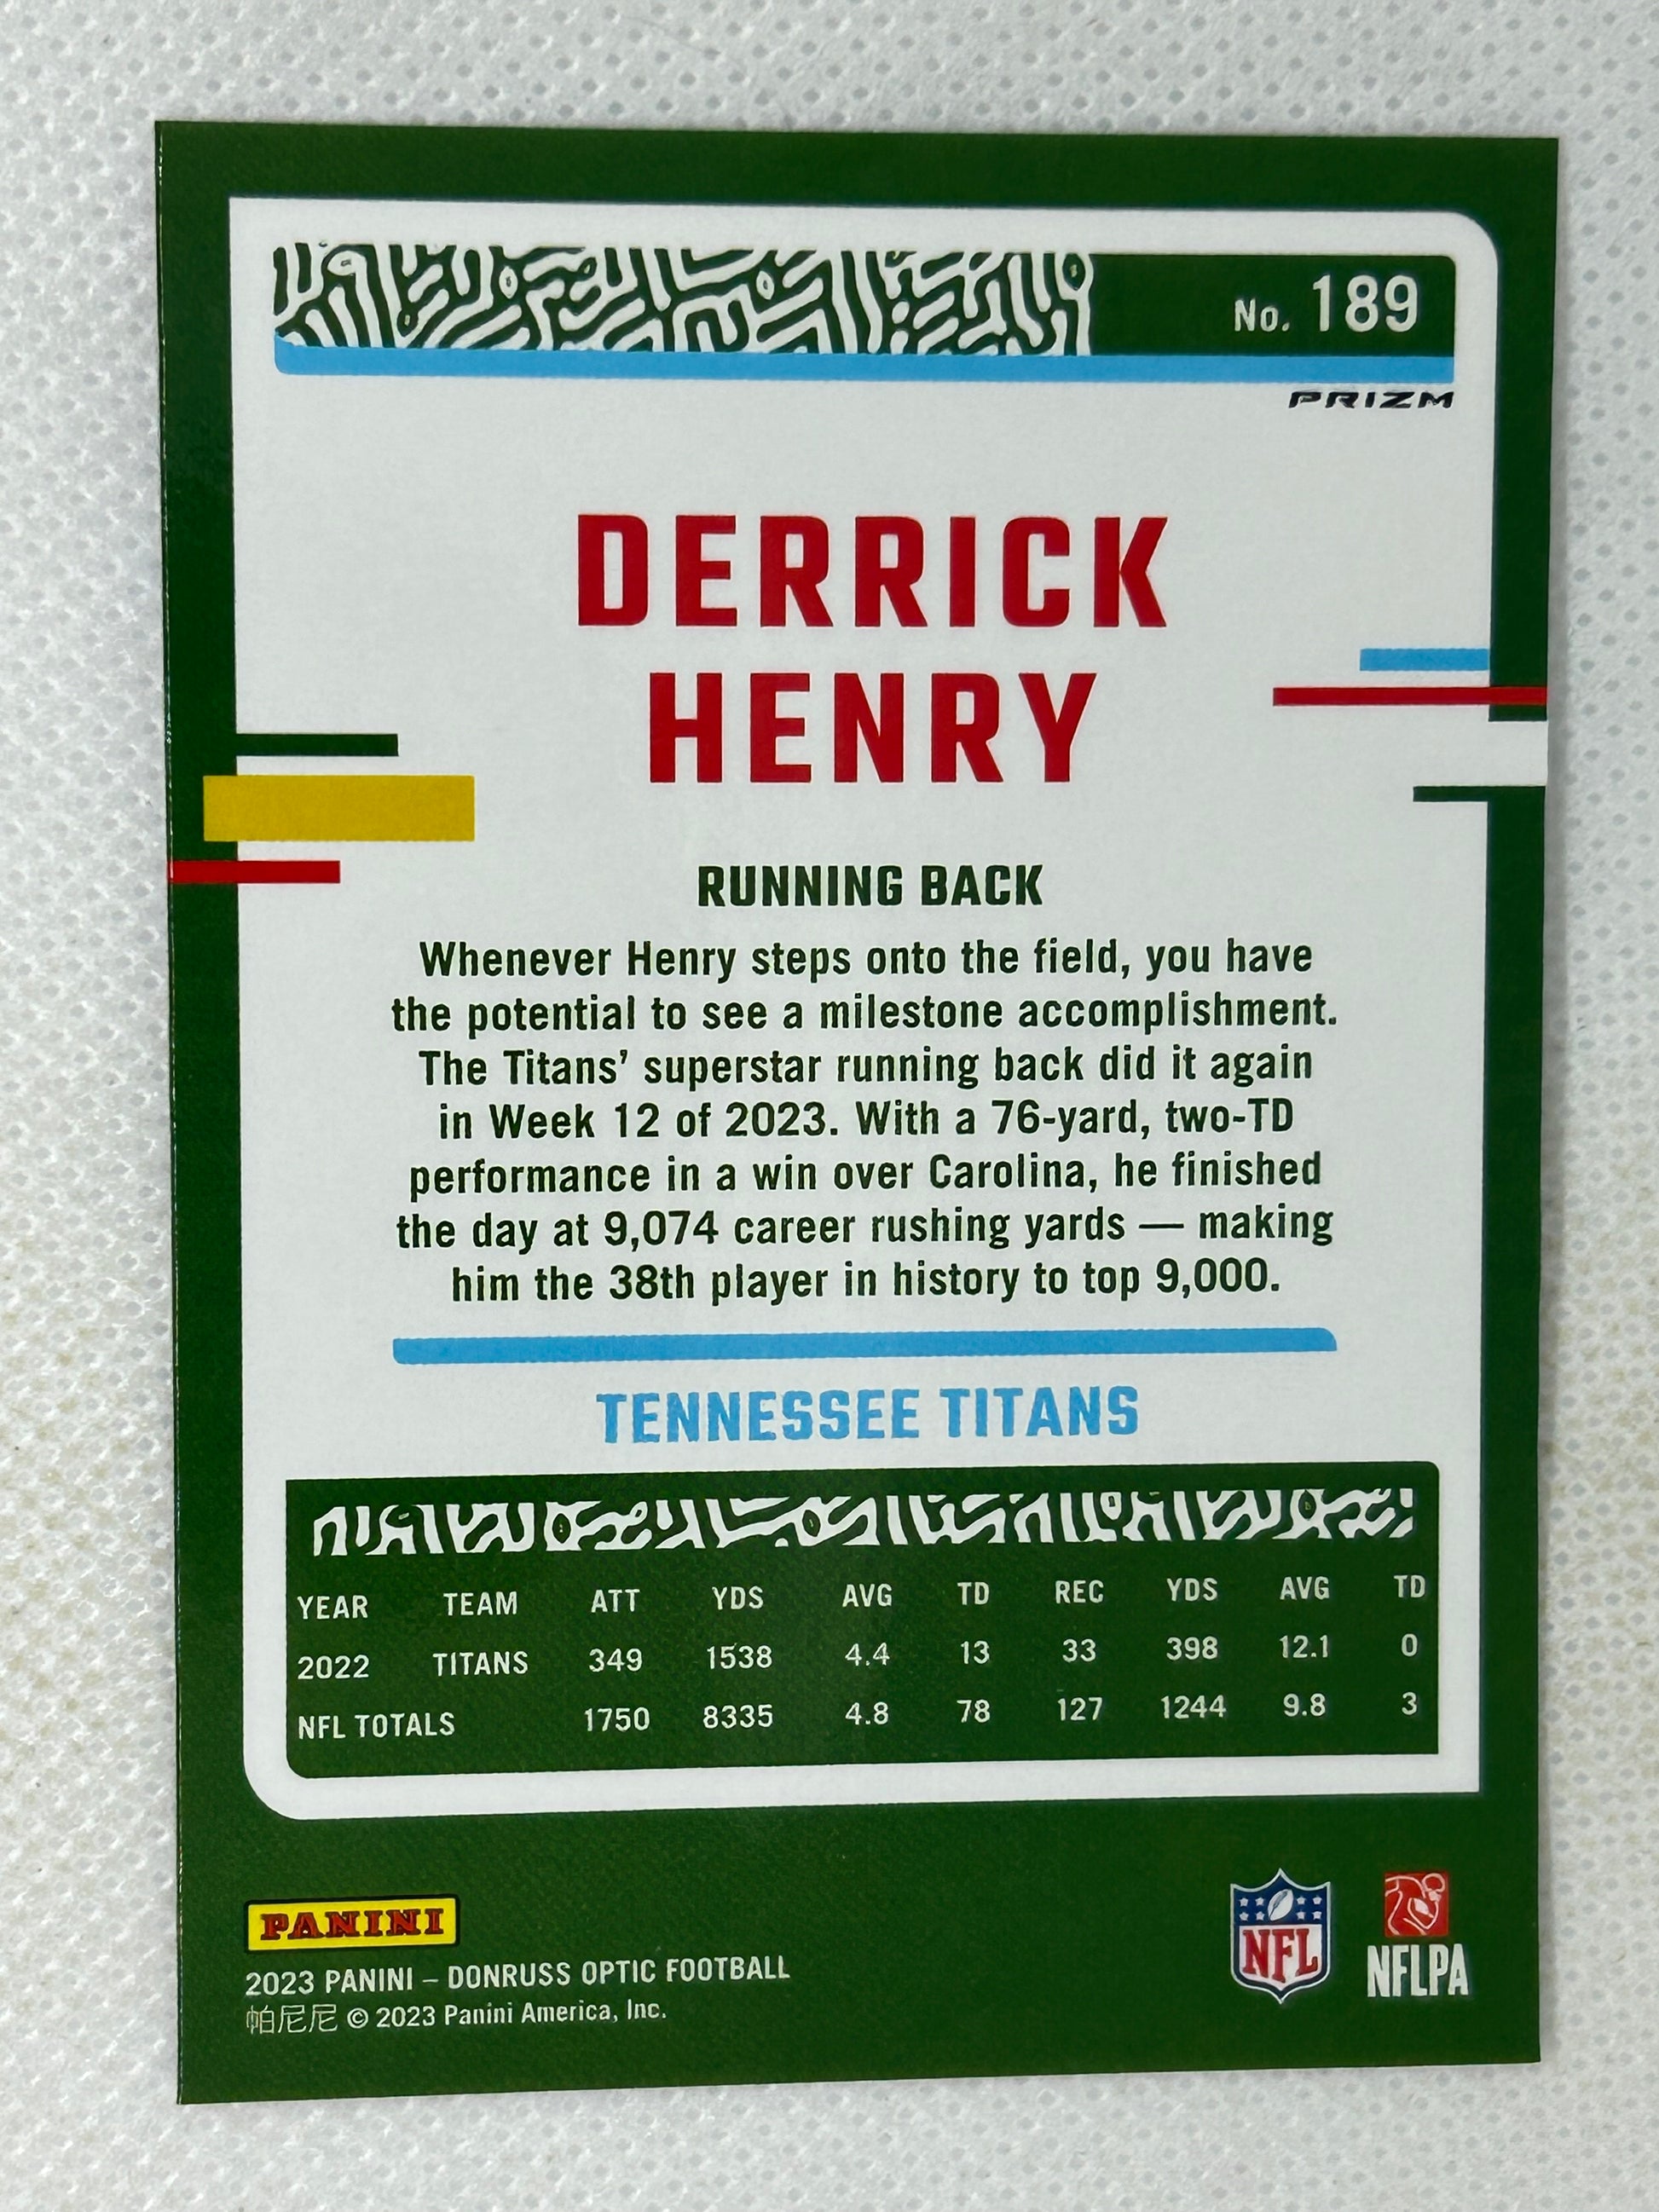 No. 189
PRIZM
DERRICK
HENRY
RUNNING BACK
Whenever Henry steps onto the field, you have
the potential to see a milestone accomplishment.
The Titans’ superstar running back did it again
in Week 12 of 2023. With a 76-yard, two-TD
performance in a win over Carolina, he finished
the day at 9,074 career rushing yards — making
him the 38th player in history to top 9,000.
TENNESSEE TITANS
YEAR TEAM ATT YDS AVG TD REC YDS AVG TD
2022 TITANS 349 1538 4.4 13 33 398 12.1 0
NFL TOTALS 1750 8335 4.8 78 127 1244 9.8 3
PANINI
2023 PANINI – DONRUSS OPTIC FOOTBALL
帕尼尼 © 2023 Panini America, Inc.
NFL
NFLPA